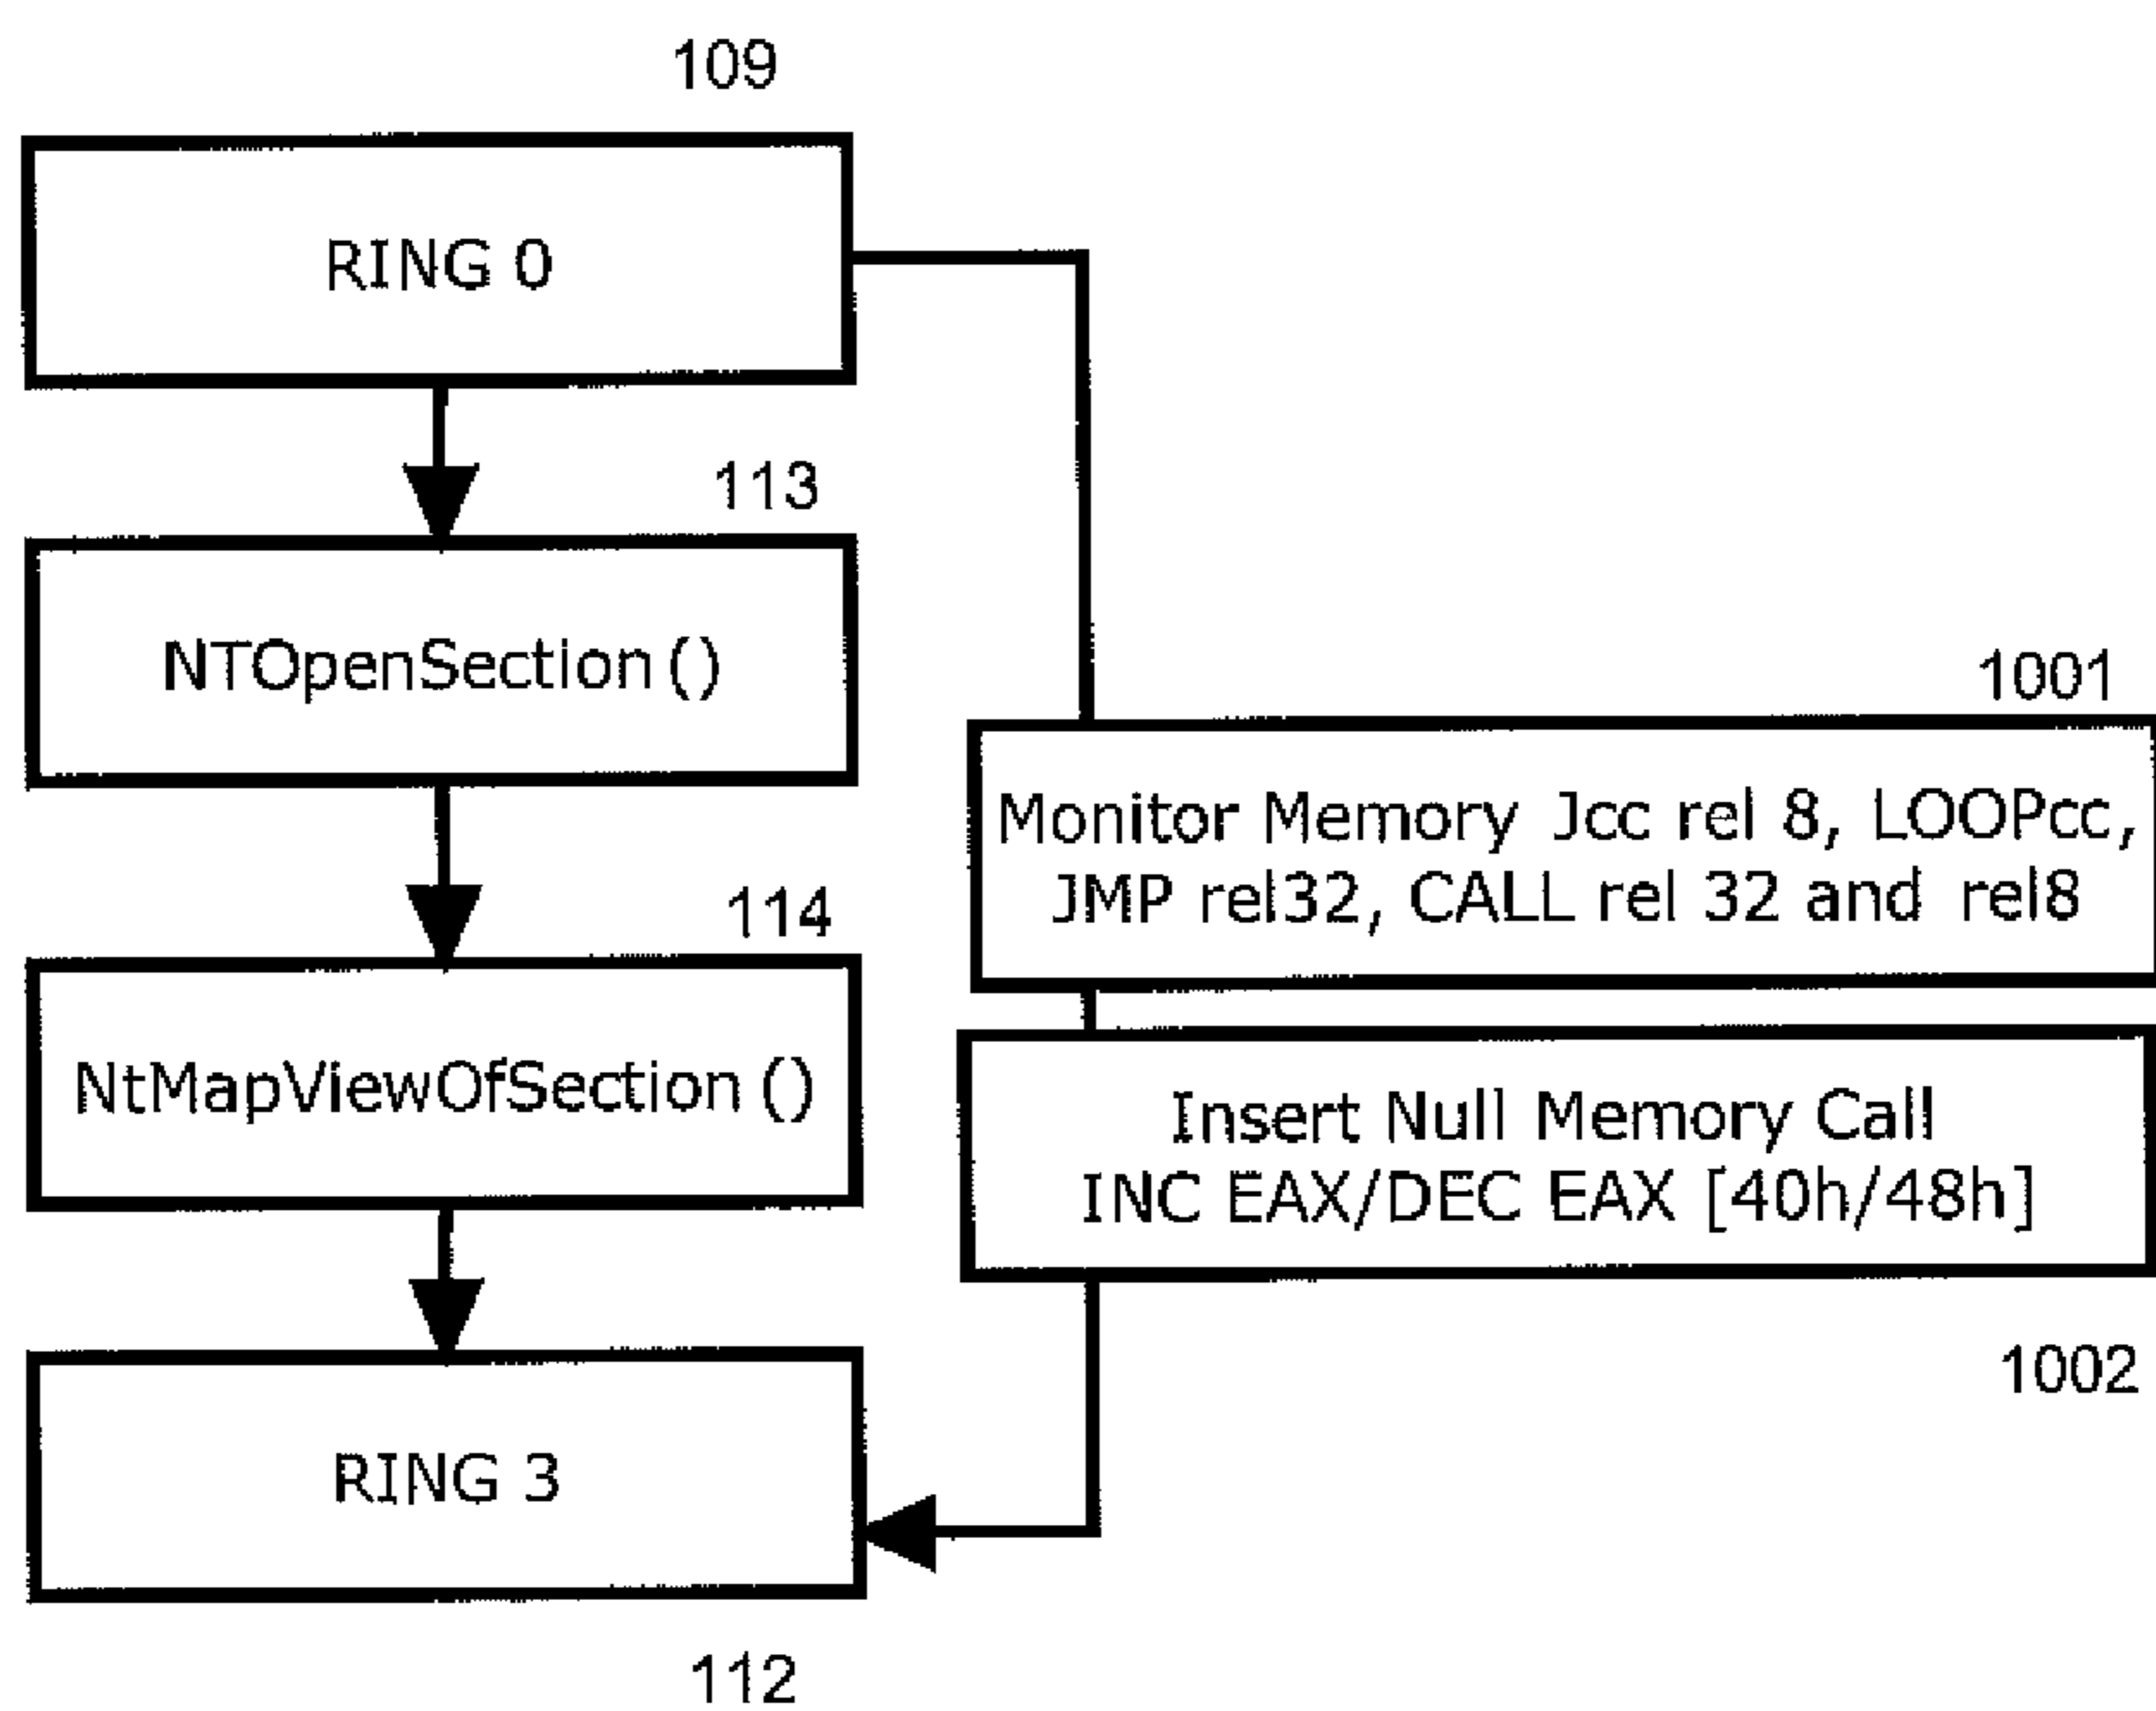 109
RING 0
113
NTOpenSection ()
114
NtMapViewOfSection ()
RING 3
112
1001
Monitor Memory Jcc rel 8, LOOPcc,
JMP rel32, CALL rel 32 and rel8
Insert Null Memory Call
INC EAX/DEC EAX [40h/48h]
1002